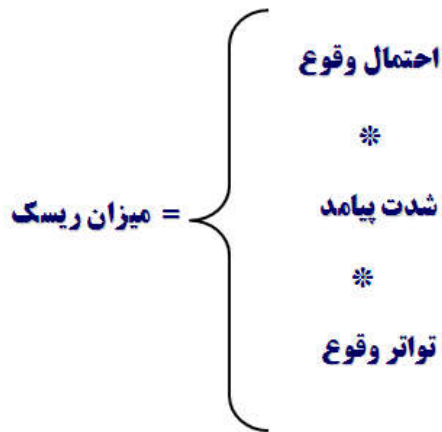 احتمال وقوع
*
شدت پیامد
= میزان ریسک
*
تواتر وقوع